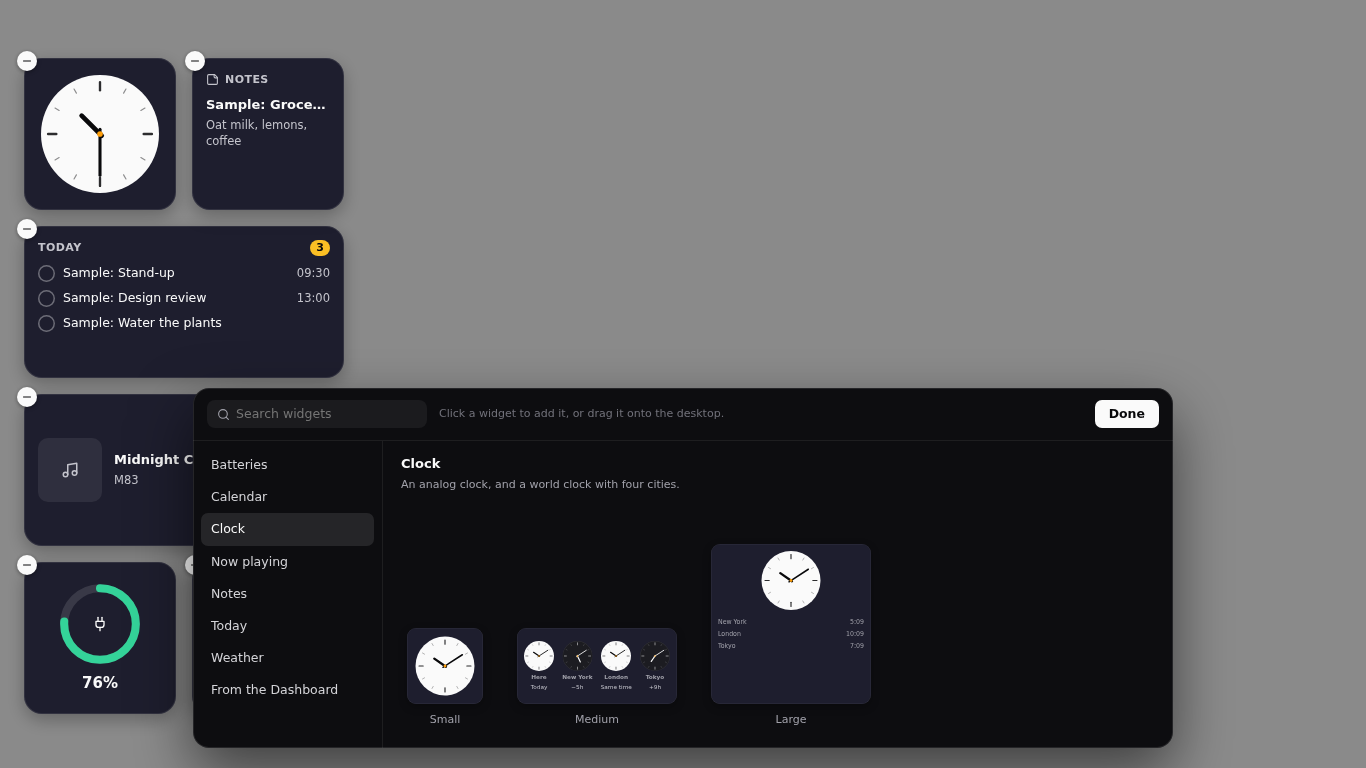 NOTES
Sample: Groce…
Oat milk, lemons,
coffee
TODAY
3
Sample: Stand-up 09:30
Sample: Design review 13:00
Sample: Water the plants
Midnight C
M83
76%
Search widgets
Click a widget to add it, or drag it onto the desktop.
Done
Batteries
Calendar
Clock
Now playing
Notes
Today
Weather
From the Dashboard
Clock
An analog clock, and a world clock with four cities.
Small
Here New York London Tokyo
Today −5h Same time +9h
Medium
New York 5:09
London 10:09
Tokyo 7:09
Large